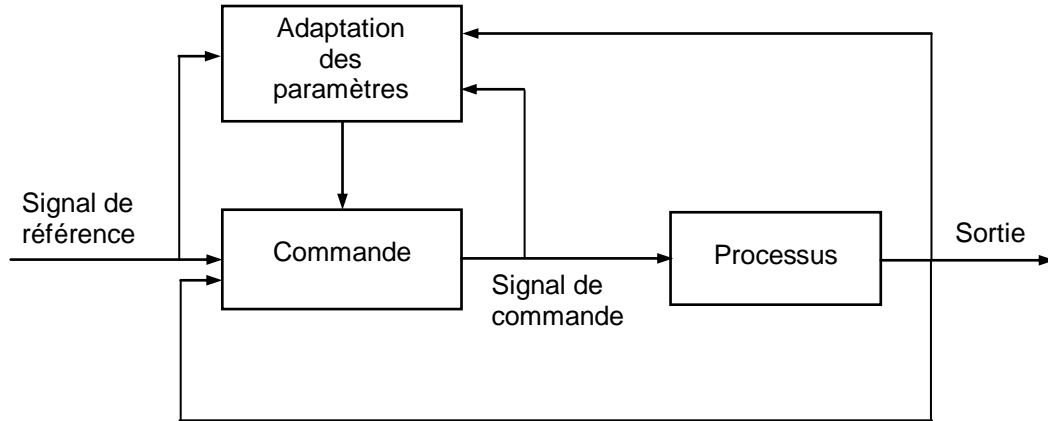 Adaptation
des
paramètres
Signal de
référence
Commande
Signal de
commande
Processus
Sortie